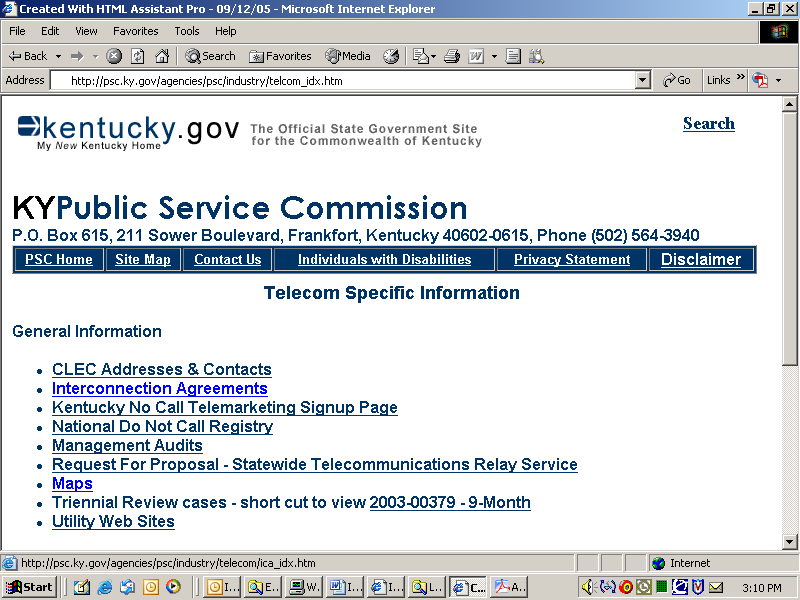 Created With HTML Assistant Pro - 09/12/05 - Microsoft Internet Explorer
File Edit View Favorites Tools Help
Back Search Favorites Media
Address http://psc.ky.gov/agencies/psc/industry/telcom_idx.htm Go Links »
kentucky.gov
My New Kentucky Home
The Official State Government Site
for the Commonwealth of Kentucky
Search
KYPublic Service Commission
P.O. Box 615, 211 Sower Boulevard, Frankfort, Kentucky 40602-0615, Phone (502) 564-3940
PSC Home Site Map Contact Us Individuals with Disabilities Privacy Statement Disclaimer
Telecom Specific Information
General Information
• CLEC Addresses & Contacts
• Interconnection Agreements
• Kentucky No Call Telemarketing Signup Page
• National Do Not Call Registry
• Management Audits
• Request For Proposal - Statewide Telecommunications Relay Service
• Maps
• Triennial Review cases - short cut to view 2003-00379 - 9-Month
• Utility Web Sites
http://psc.ky.gov/agencies/psc/industry/telecom/ica_idx.htm Internet
Start I... E... W... I... I... L... C... A... 3:10 PM